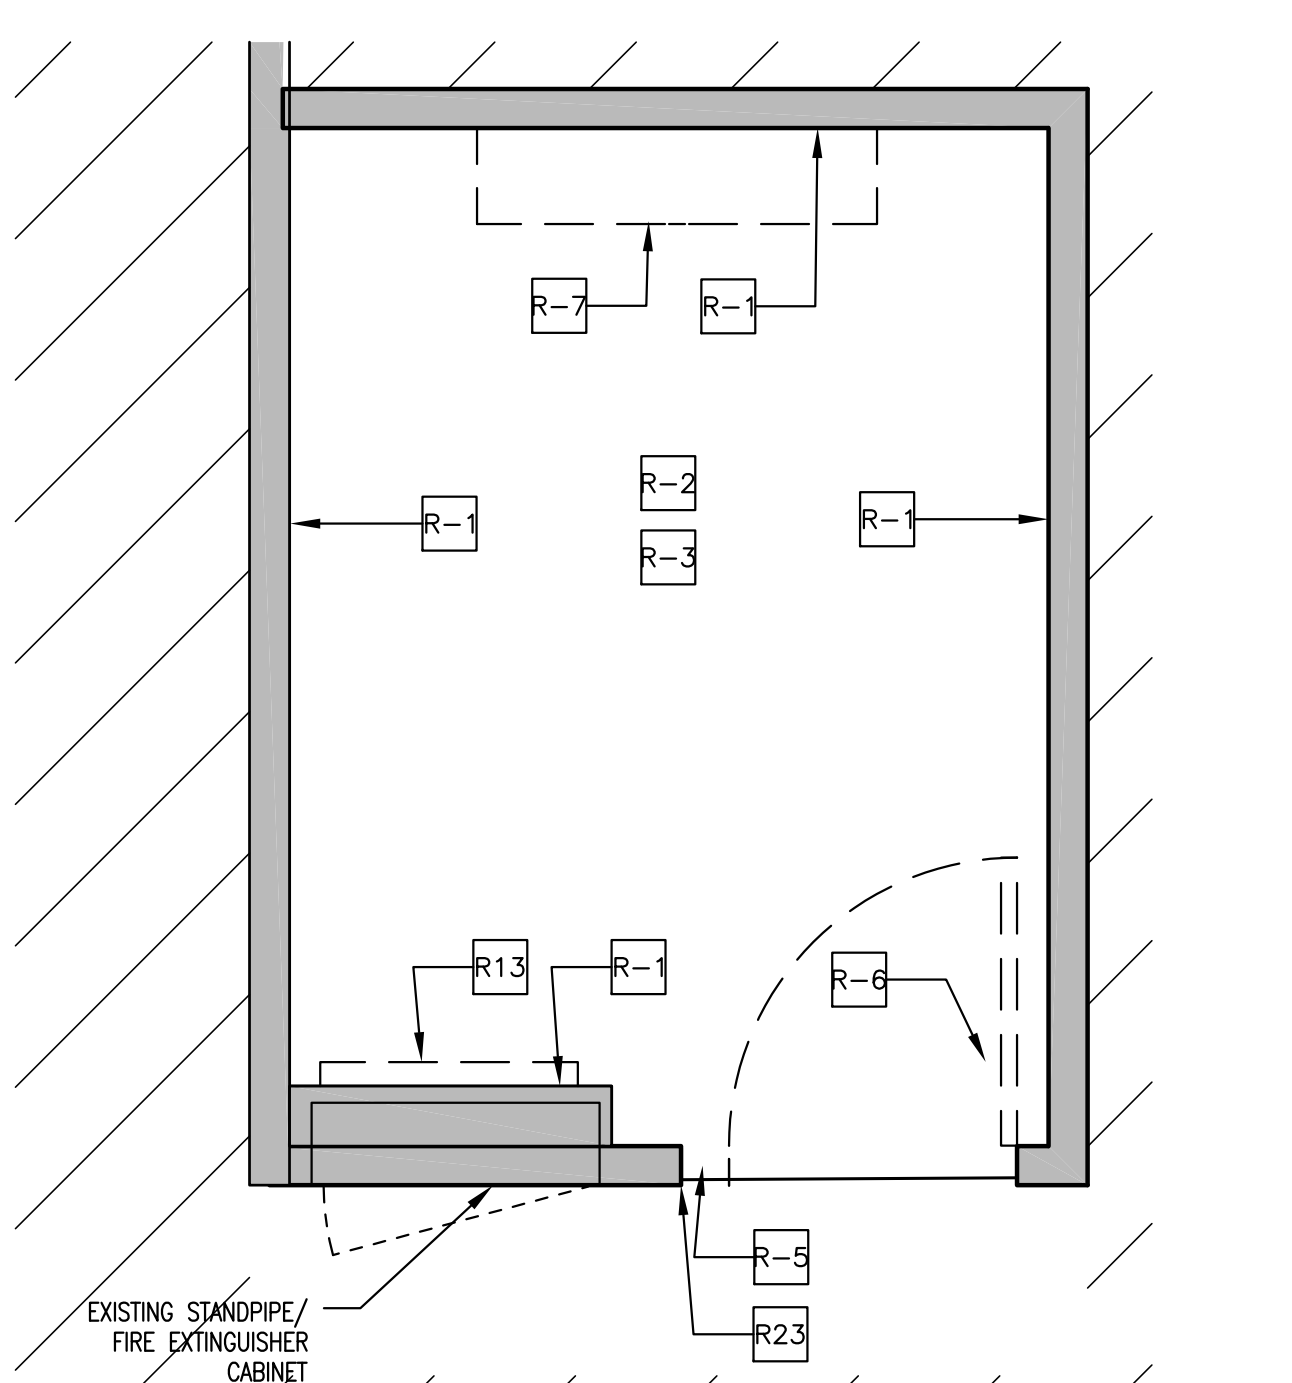 R-7
R-1
R-2
R-1
R-1
R-3
R13
R-1
R-6
R-5
EXISTING STANDPIPE/
FIRE EXTINGUISHER
CABINET
R23